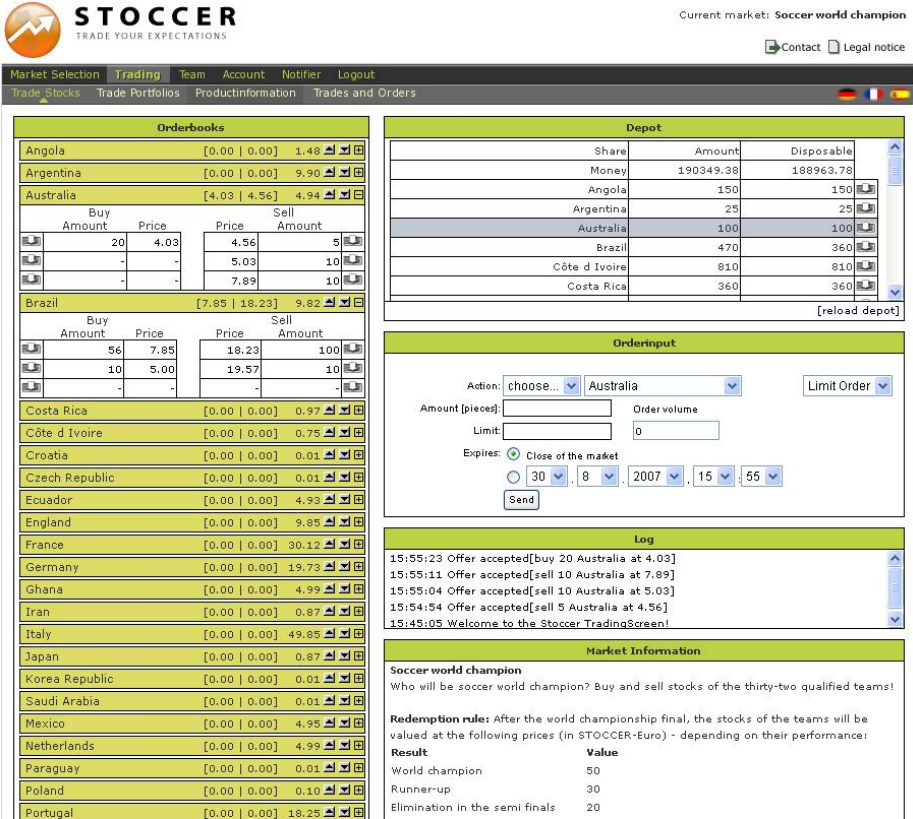 STOCCER
TRADE YOUR EXPECTATIONS
Current market: Soccer world champion
Contact Legal notice
Market Selection Trading Team Account Notifier Logout
Trade Stocks Trade Portfolios Productinformation Trades and Orders
Orderbooks
Angola [0.00 | 0.00] 1.48
Argentina [0.00 | 0.00] 9.90
Australia [4.03 | 4.56] 4.94
Buy Sell
Amount Price Price Amount
20 4.03 4.56 5
- - 5.03 10
- - 7.89 10
Brazil [7.85 | 18.23] 9.82
Buy Sell
Amount Price Price Amount
56 7.85 18.23 100
10 5.00 19.57 10
- - - -
Costa Rica [0.00 | 0.00] 0.97
Côte d Ivoire [0.00 | 0.00] 0.75
Croatia [0.00 | 0.00] 0.01
Czech Republic [0.00 | 0.00] 0.01
Ecuador [0.00 | 0.00] 4.93
England [0.00 | 0.00] 9.85
France [0.00 | 0.00] 30.12
Germany [0.00 | 0.00] 19.73
Ghana [0.00 | 0.00] 4.99
Iran [0.00 | 0.00] 0.87
Italy [0.00 | 0.00] 49.85
Japan [0.00 | 0.00] 0.87
Korea Republic [0.00 | 0.00] 0.01
Saudi Arabia [0.00 | 0.00] 0.01
Mexico [0.00 | 0.00] 4.95
Netherlands [0.00 | 0.00] 4.99
Paraguay [0.00 | 0.00] 0.01
Poland [0.00 | 0.00] 0.10
Portugal [0.00 | 0.00] 18.25
Depot
Share Amount Disposable
Money 190349.38 188963.78
Angola 150 150
Argentina 25 25
Australia 100 100
Brazil 470 360
Côte d Ivoire 810 810
Costa Rica 360 360
[reload depot]
Orderinput
Action: choose... Australia Limit Order
Amount [pieces]: Order volume
Limit: 0
Expires: Close of the market
30 . 8 . 2007 , 15 : 55
Send
Log
15:55:23 Offer accepted[buy 20 Australia at 4.03]
15:55:11 Offer accepted[sell 10 Australia at 7.89]
15:55:04 Offer accepted[sell 10 Australia at 5.03]
15:54:54 Offer accepted[sell 5 Australia at 4.56]
15:45:05 Welcome to the Stoccer TradingScreen!
Market Information
Soccer world champion
Who will be soccer world champion? Buy and sell stocks of the thirty-two qualified teams!
Redemption rule: After the world championship final, the stocks of the teams will be
valued at the following prices (in STOCCER-Euro) - depending on their performance:
Result Value
World champion 50
Runner-up 30
Elimination in the semi finals 20